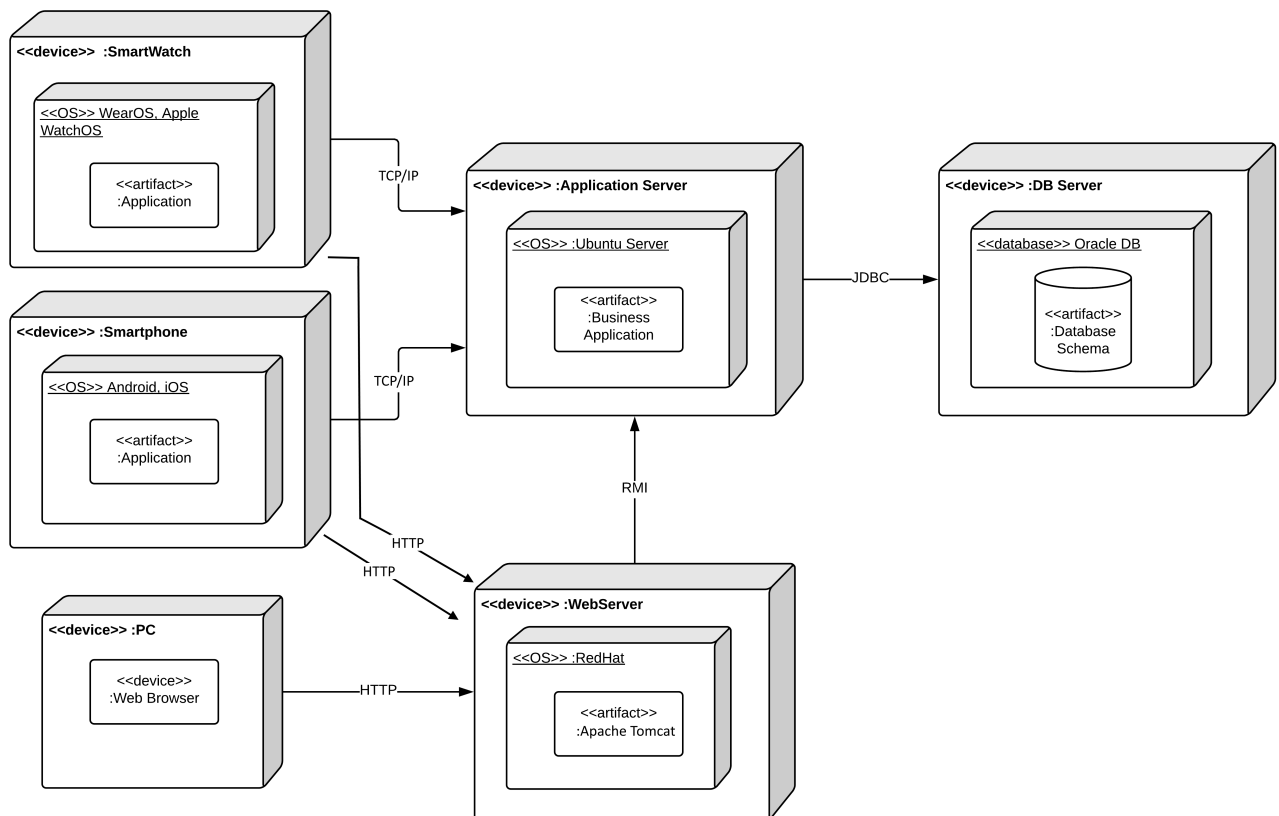 <<device>>  :SmartWatch
<<OS>> WearOS, Apple
WatchOS
<<artifact>>
:Application
TCP/IP
<<device>> :Application Server
<<OS>> :Ubuntu Server
<<artifact>>
:Business
Application
JDBC
<<device>> :DB Server
<<database>> Oracle DB
<<artifact>>
:Database
Schema
<<device>> :Smartphone
<<OS>> Android, iOS
<<artifact>>
:Application
TCP/IP
RMI
HTTP
HTTP
<<device>> :PC
<<device>>
:Web Browser
HTTP
<<device>> :WebServer
<<OS>> :RedHat
<<artifact>>
:Apache Tomcat